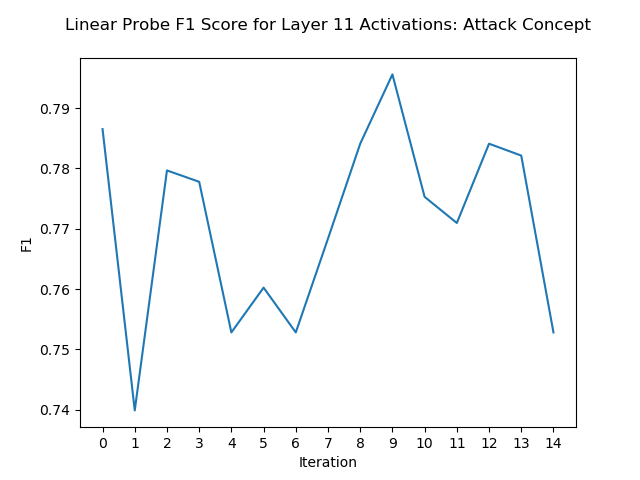 Linear Probe F1 Score for Layer 11 Activations: Attack Concept
0.79
0.78
0.77
0.76
0.75
0.74
F1
0 1 2 3 4 5 6 7 8 9 10 11 12 13 14
Iteration